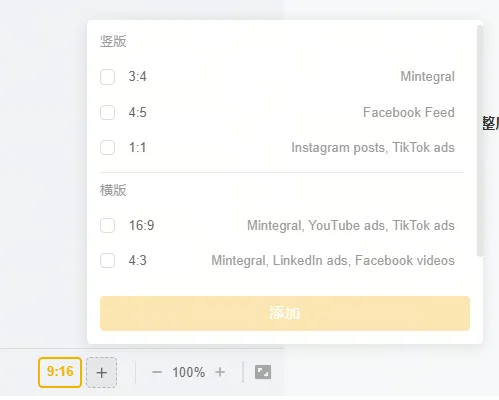 竖版
3:4 Mintegral
4:5 Facebook Feed
1:1 Instagram posts, TikTok ads
横版
16:9 Mintegral, YouTube ads, TikTok ads
4:3 Mintegral, LinkedIn ads, Facebook videos
添加
整
9:16 + − 100% +